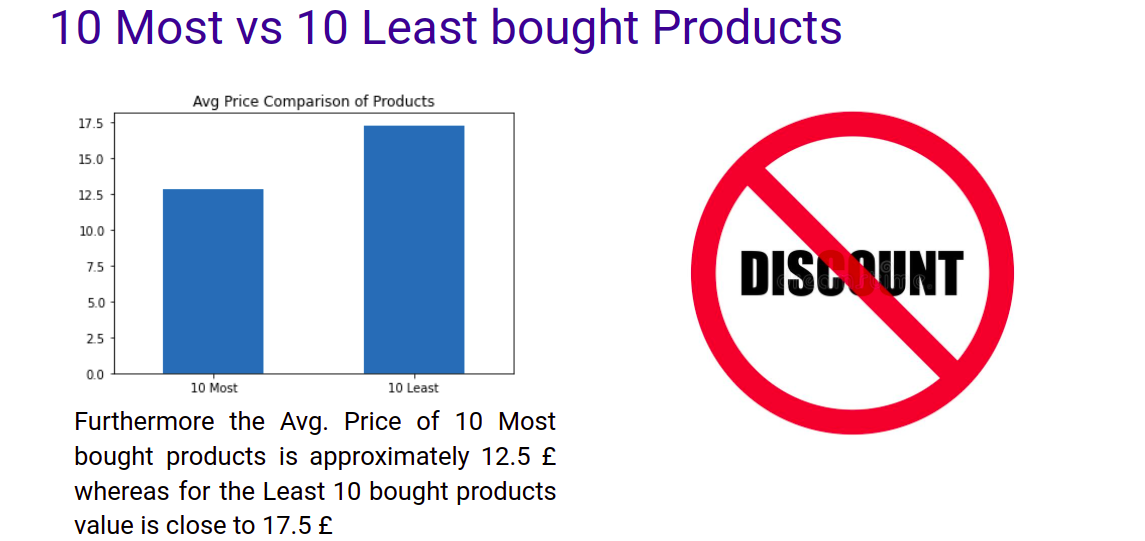 10 Most vs 10 Least bought Products
Avg Price Comparison of Products
17.5
15.0
12.5
10.0
7.5
5.0
2.5
0.0
10 Most
10 Least
Furthermore the Avg. Price of 10 Most
bought products is approximately 12.5 £
whereas for the Least 10 bought products
value is close to 17.5 £
DISCOUNT